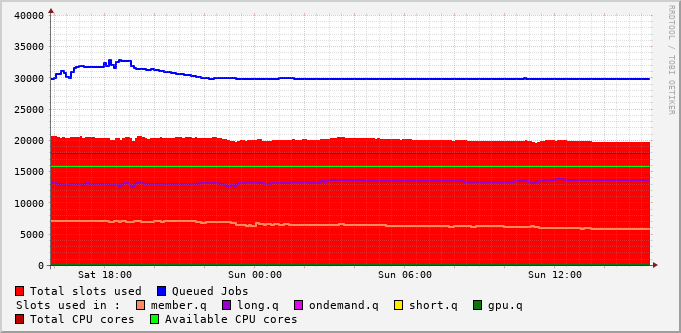 40000
35000
30000
25000
20000
15000
10000
5000
0
Sat 18:00 Sun 00:00 Sun 06:00 Sun 12:00
Total slots used Queued Jobs
Slots used in : member.q long.q ondemand.q short.q gpu.q
Total CPU cores Available CPU cores
RRDTOOL / TOBI OETIKER